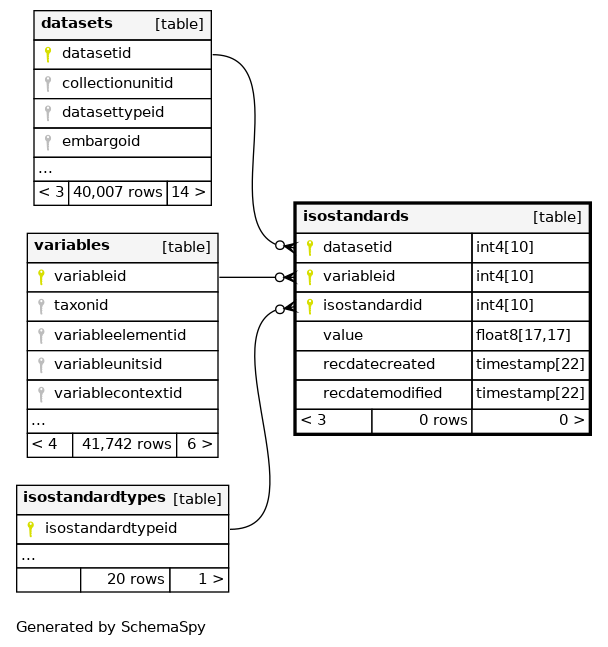 datasets [table]
datasetid
collectionunitid
datasettypeid
embargoid
...
< 3 40,007 rows 14 >
variables [table]
variableid
taxonid
variableelementid
variableunitsid
variablecontextid
...
< 4 41,742 rows 6 >
isostandardtypes [table]
isostandardtypeid
...
20 rows 1 >
isostandards [table]
datasetid int4[10]
variableid int4[10]
isostandardid int4[10]
value float8[17,17]
recdatecreated timestamp[22]
recdatemodified timestamp[22]
< 3 0 rows 0 >
Generated by SchemaSpy